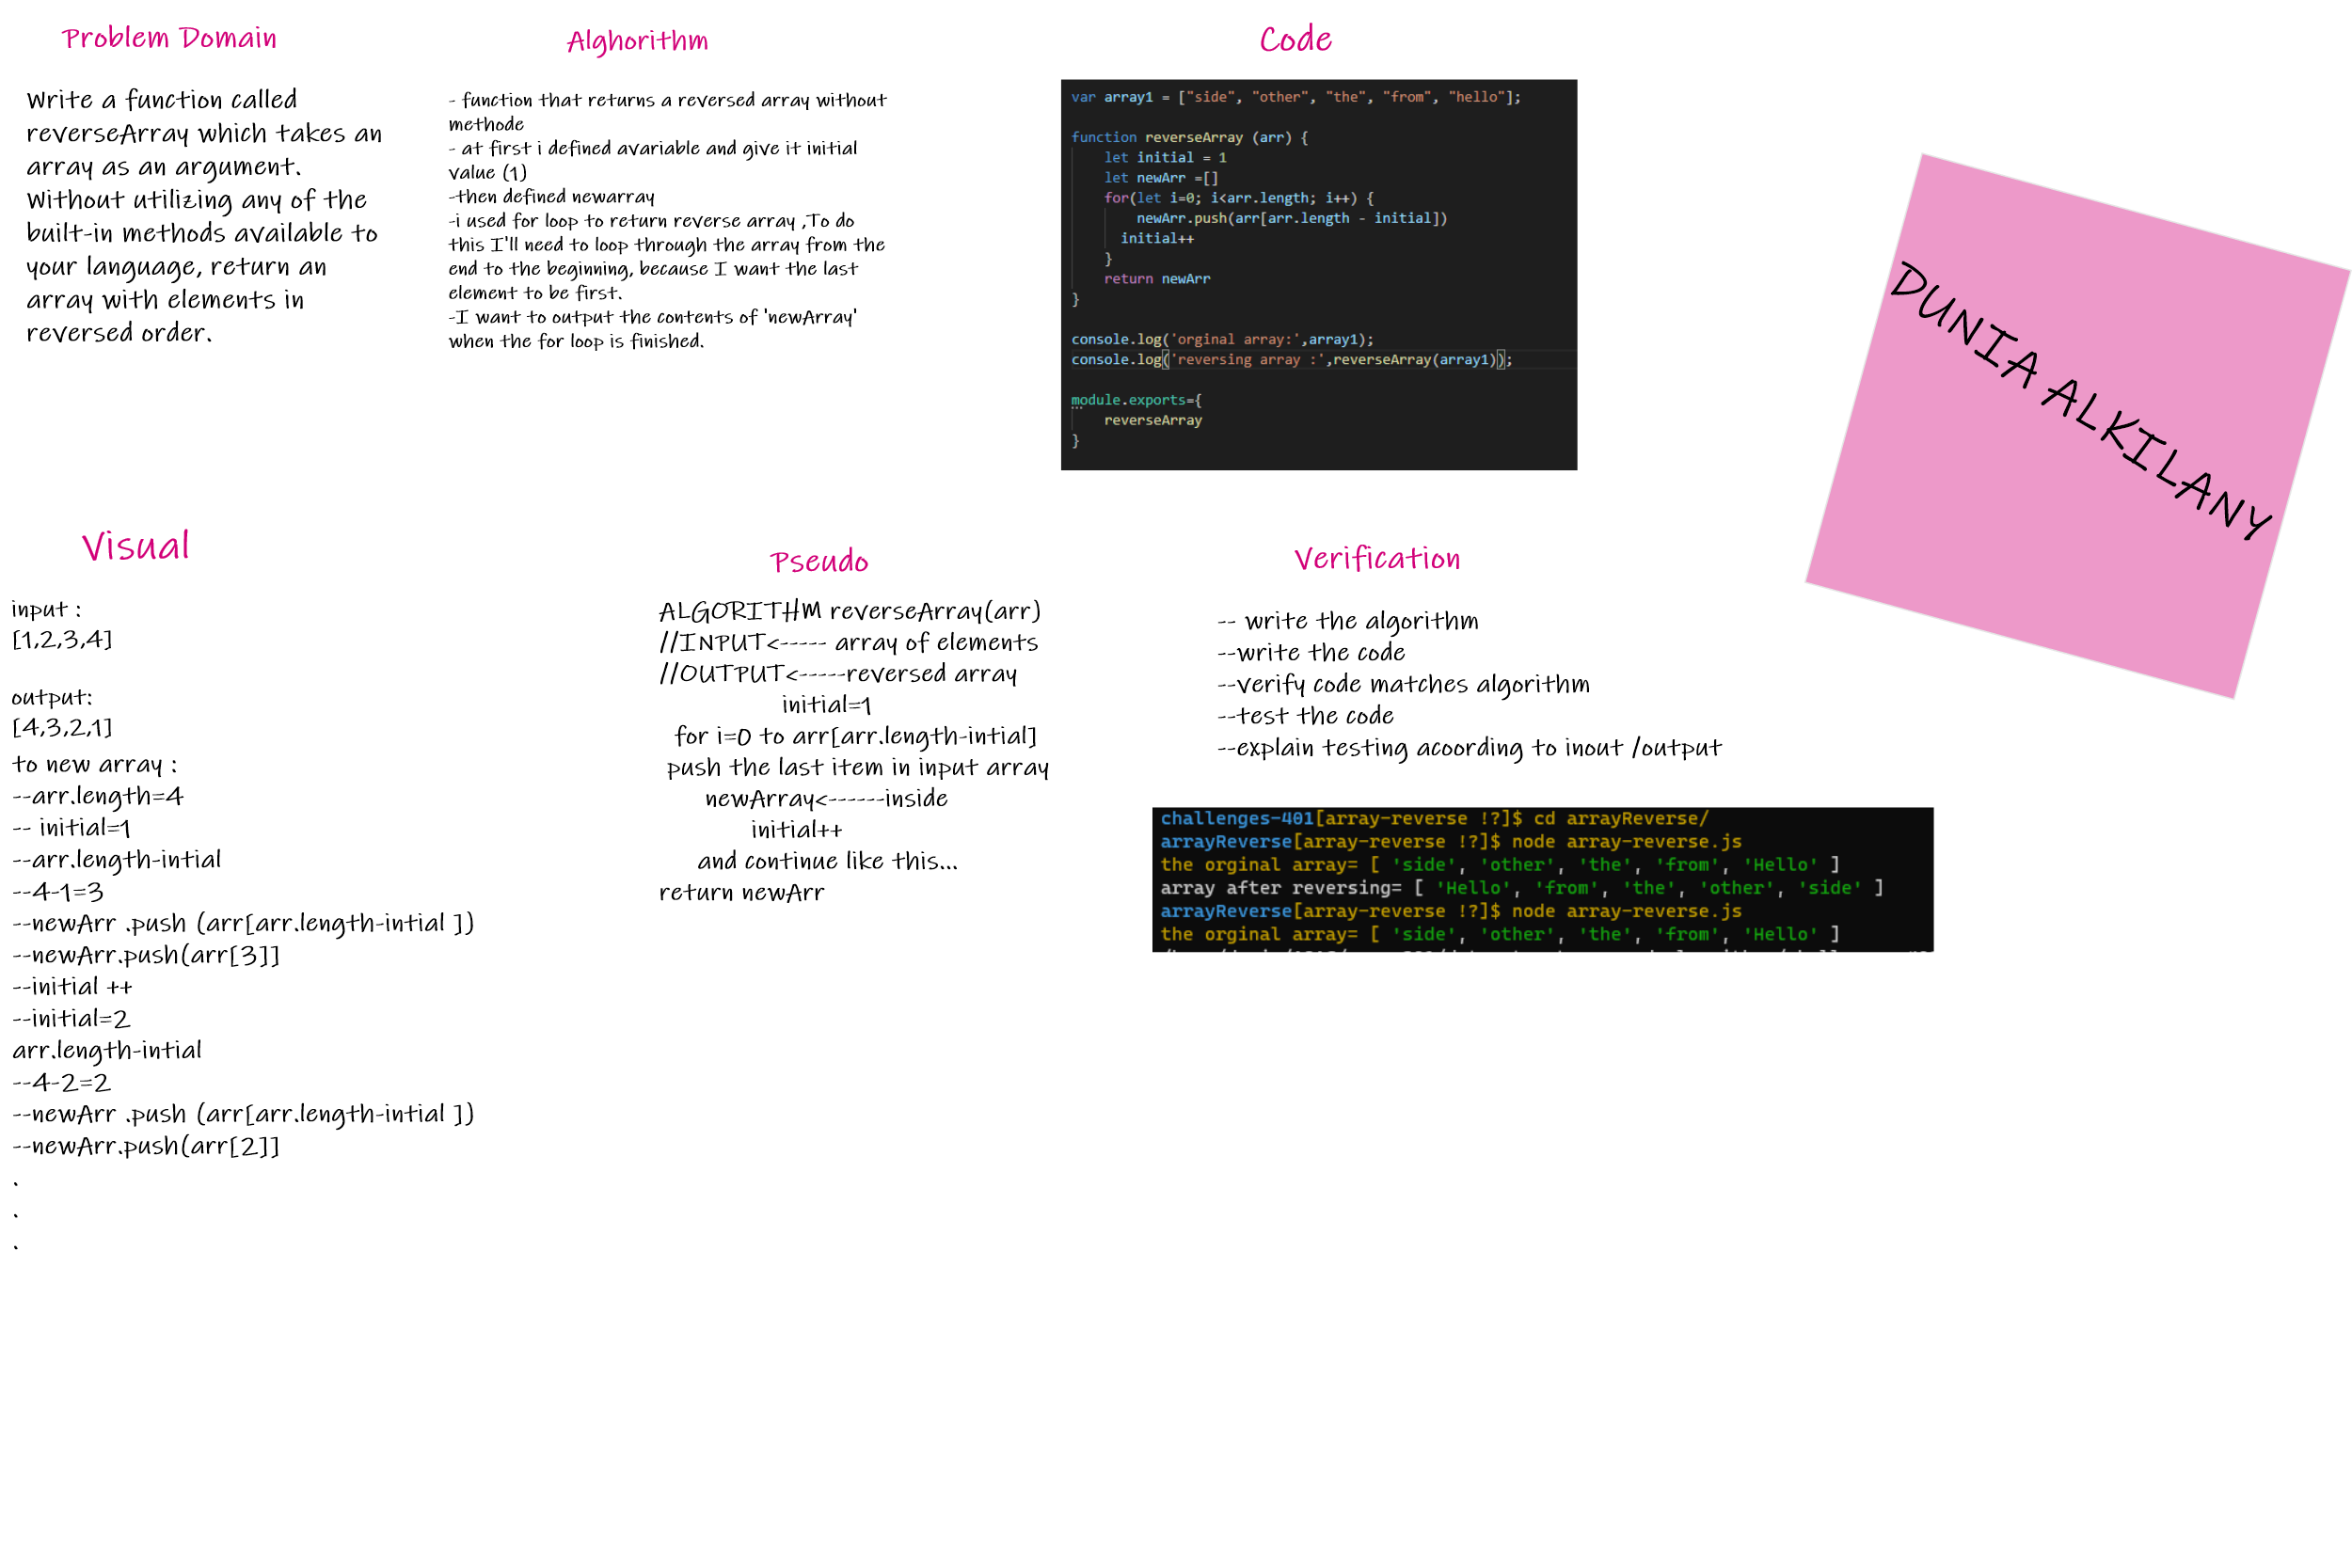 Problem Domain
Write a function called
reverseArray which takes an
array as an argument.
Without utilizing any of the
built-in methods available to
your language, return an
array with elements in
reversed order.
Alghorithm
- function that returns a reversed array without
methode
- at first i defined avariable and give it initial
value (1)
-then defined newarray
-i used for loop to return reverse array ,To do
this I'll need to loop through the array from the
end to the beginning, because I want the last
element to be first.
-I want to output the contents of 'newArray'
when the for loop is finished.
Code
var array1 = ["side", "other", "the", "from", "hello"];
function reverseArray (arr) {
let initial = 1
let newArr =[]
for(let i=0; i<arr.length; i++) {
newArr.push(arr[arr.length - initial])
initial++
}
return newArr
}
console.log('orginal array:',array1);
console.log('reversing array :',reverseArray(array1));
module.exports={
reverseArray
}
DUNIA ALKILANY
Visual
input :
[1,2,3,4]
output:
[4,3,2,1]
to new array :
--arr.length=4
-- initial=1
--arr.length-intial
--4-1=3
--newArr .push (arr[arr.length-intial ])
--newArr.push(arr[3]]
--initial ++
--initial=2
arr.length-intial
--4-2=2
--newArr .push (arr[arr.length-intial ])
--newArr.push(arr[2]]
.
.
.
Pseudo
ALGORITHM reverseArray(arr)
//INPUT<----- array of elements
//OUTPUT<-----reversed array
initial=1
for i=0 to arr[arr.length-intial]
push the last item in input array
newArray<------inside
initial++
and continue like this...
return newArr
Verification
-- write the algorithm
--write the code
--verify code matches algorithm
--test the code
--explain testing acoording to inout /output
challenges-401[array-reverse !?]$ cd arrayReverse/
arrayReverse[array-reverse !?]$ node array-reverse.js
the orginal array= [ 'side', 'other', 'the', 'from', 'Hello' ]
array after reversing= [ 'Hello', 'from', 'the', 'other', 'side' ]
arrayReverse[array-reverse !?]$ node array-reverse.js
the orginal array= [ 'side', 'other', 'the', 'from', 'Hello' ]